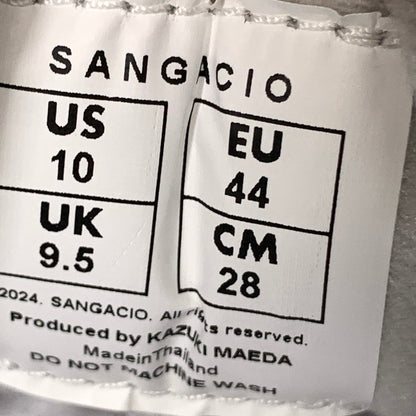 SANGACIO
US EU
10 44
UK CM
9.5 28
2024. SANGACIO. All rights reserved.
Produced by KAZUKI MAEDA
MadeinThailand
DO NOT MACHINE WASH